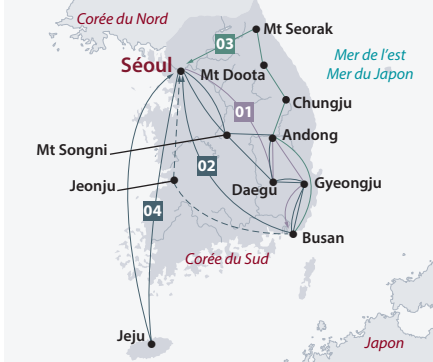 Corée du Nord
Mt Seorak
03
Séoul
Mt Doota
Mer de l'est
Mer du Japon
01
Chungju
Mt Songni
Andong
02
Jeonju
Daegu
Gyeongju
04
Busan
Corée du Sud
Jeju
Japon